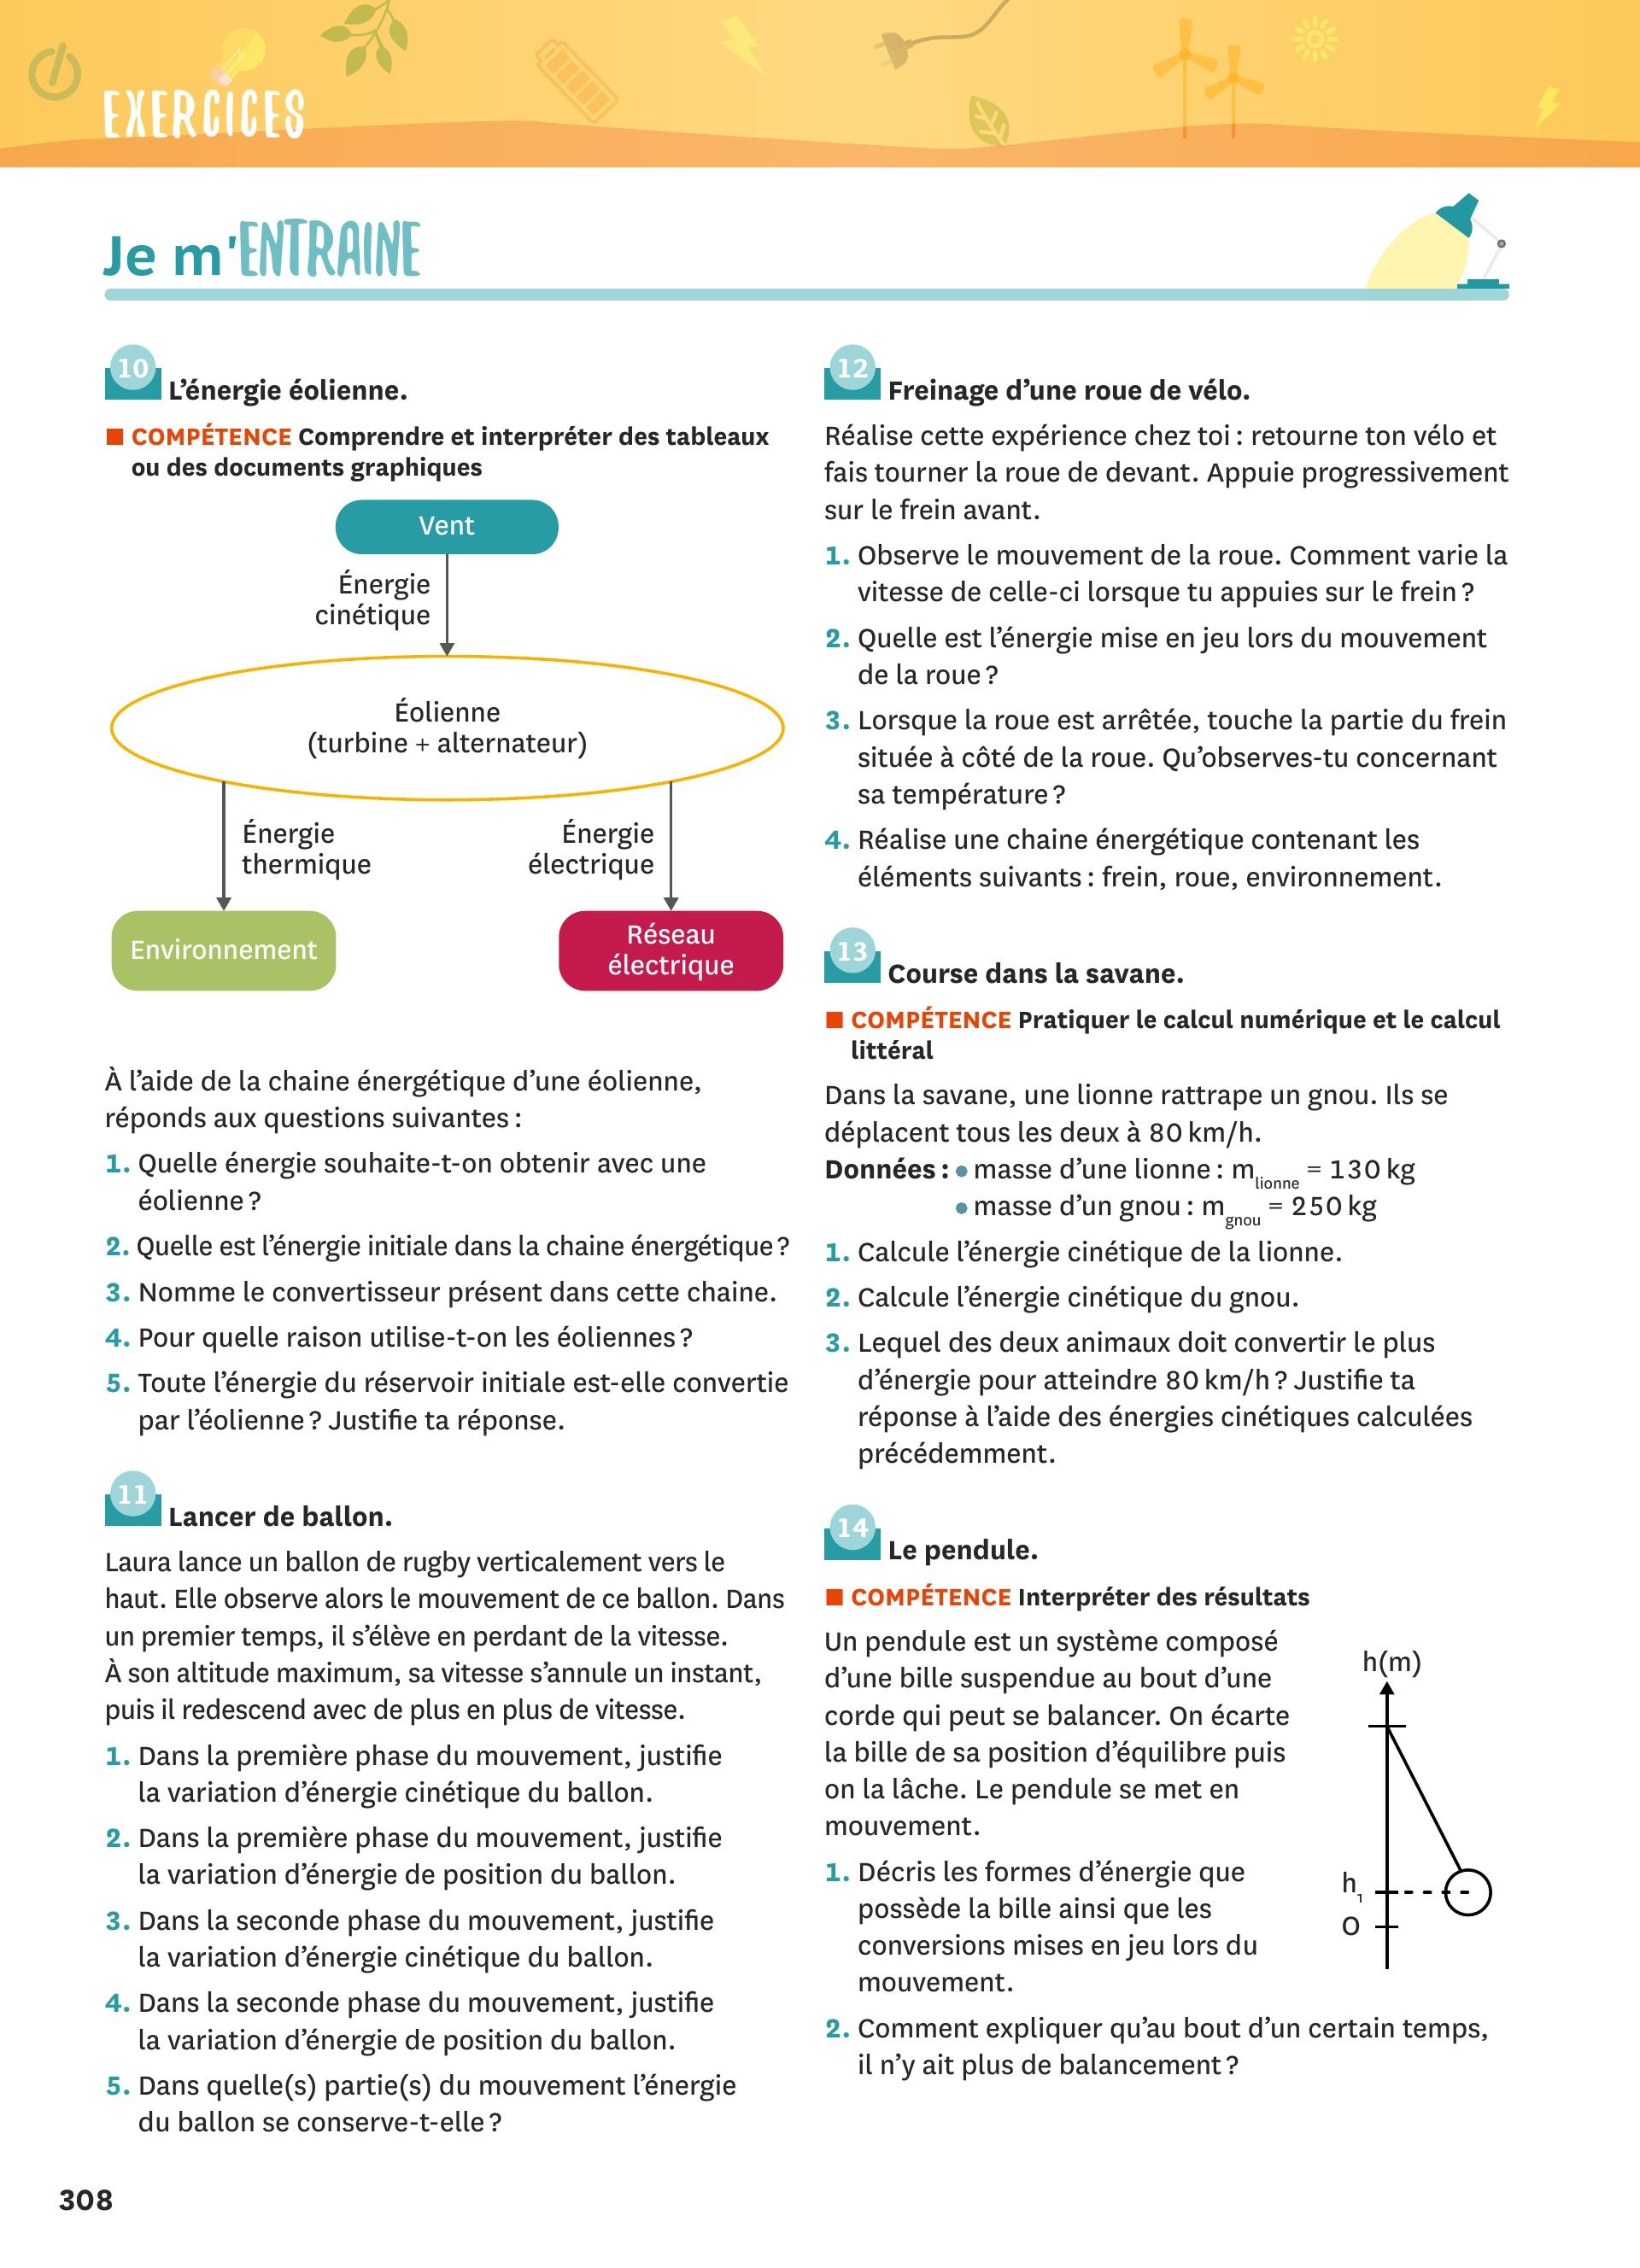 EXERCICES
Je m'ENTRAINE
10 L'énergie éolienne.
COMPÉTENCE Comprendre et interpréter des tableaux
ou des documents graphiques
Vent
Énergie
cinétique
Éolienne
(turbine + alternateur)
Énergie
thermique
Énergie
électrique
Environnement
Réseau
électrique
À l'aide de la chaine énergétique d'une éolienne,
réponds aux questions suivantes :
1. Quelle énergie souhaite-t-on obtenir avec une
éolienne ?
2. Quelle est l'énergie initiale dans la chaine énergétique ?
3. Nomme le convertisseur présent dans cette chaine.
4. Pour quelle raison utilise-t-on les éoliennes ?
5. Toute l'énergie du réservoir initiale est-elle convertie
par l'éolienne ? Justifie ta réponse.
11 Lancer de ballon.
Laura lance un ballon de rugby verticalement vers le
haut. Elle observe alors le mouvement de ce ballon. Dans
un premier temps, il s'élève en perdant de la vitesse.
À son altitude maximum, sa vitesse s'annule un instant,
puis il redescend avec de plus en plus de vitesse.
1. Dans la première phase du mouvement, justifie
la variation d'énergie cinétique du ballon.
2. Dans la première phase du mouvement, justifie
la variation d'énergie de position du ballon.
3. Dans la seconde phase du mouvement, justifie
la variation d'énergie cinétique du ballon.
4. Dans la seconde phase du mouvement, justifie
la variation d'énergie de position du ballon.
5. Dans quelle(s) partie(s) du mouvement l'énergie
du ballon se conserve-t-elle ?
12 Freinage d'une roue de vélo.
Réalise cette expérience chez toi : retourne ton vélo et
fais tourner la roue de devant. Appuie progressivement
sur le frein avant.
1. Observe le mouvement de la roue. Comment varie la
vitesse de celle-ci lorsque tu appuies sur le frein ?
2. Quelle est l'énergie mise en jeu lors du mouvement
de la roue ?
3. Lorsque la roue est arrêtée, touche la partie du frein
située à côté de la roue. Qu'observes-tu concernant
sa température ?
4. Réalise une chaine énergétique contenant les
éléments suivants : frein, roue, environnement.
13 Course dans la savane.
COMPÉTENCE Pratiquer le calcul numérique et le calcul
littéral
Dans la savane, une lionne rattrape un gnou. Ils se
déplacent tous les deux à 80 km/h.
Données : • masse d'une lionne : m lionne = 130 kg
• masse d'un gnou : m gnou = 250 kg
1. Calcule l'énergie cinétique de la lionne.
2. Calcule l'énergie cinétique du gnou.
3. Lequel des deux animaux doit convertir le plus
d'énergie pour atteindre 80 km/h ? Justifie ta
réponse à l'aide des énergies cinétiques calculées
précédemment.
14 Le pendule.
COMPÉTENCE Interpréter des résultats
Un pendule est un système composé
d'une bille suspendue au bout d'une
corde qui peut se balancer. On écarte
la bille de sa position d'équilibre puis
on la lâche. Le pendule se met en
mouvement.
1. Décris les formes d'énergie que
possède la bille ainsi que les
conversions mises en jeu lors du
mouvement.
2. Comment expliquer qu'au bout d'un certain temps,
il n'y ait plus de balancement ?
h(m)
h1
O
308